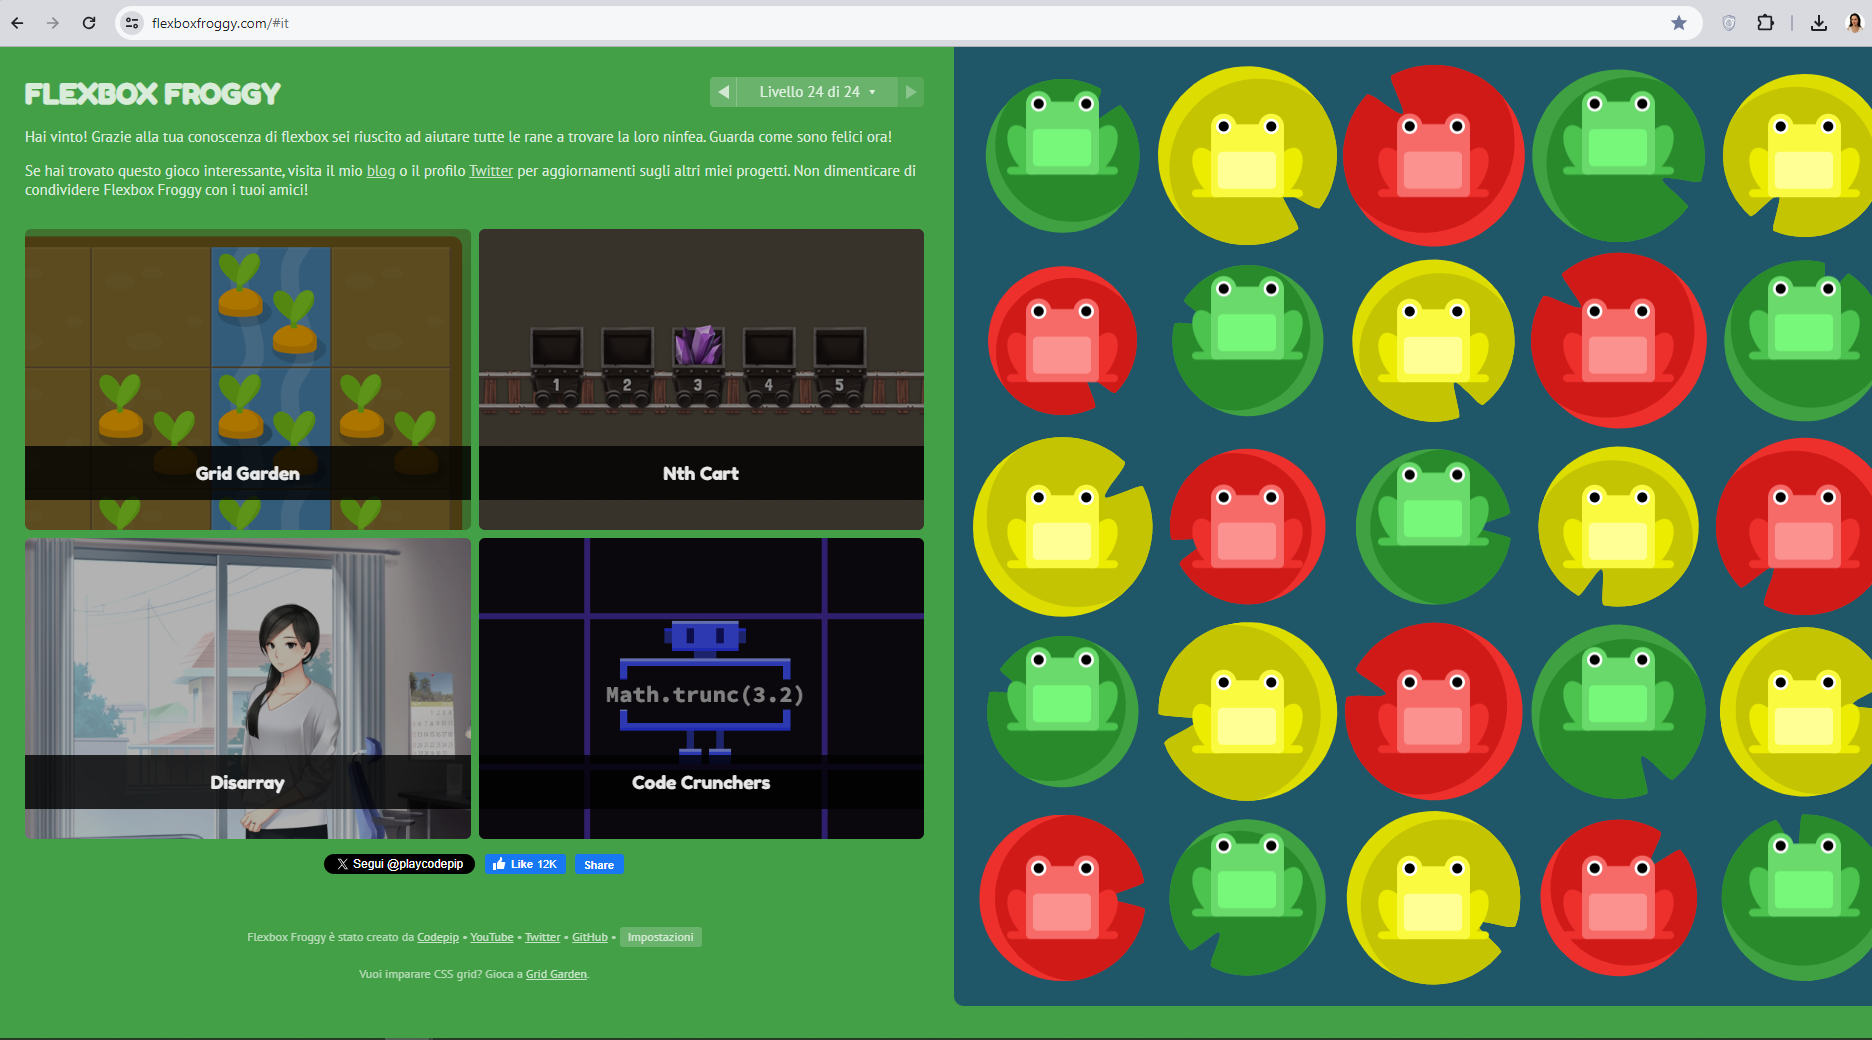 flexboxfroggy.com/#it
FLEXBOX FROGGY
Livello 24 di 24
Hai vinto! Grazie alla tua conoscenza di flexbox sei riuscito ad aiutare tutte le rane a trovare la loro ninfea. Guarda come sono felici ora!
Se hai trovato questo gioco interessante, visita il mio blog o il profilo Twitter per aggiornamenti sugli altri miei progetti. Non dimenticare di
condividere Flexbox Froggy con i tuoi amici!
1 2 3 4 5
Grid Garden
Nth Cart
Math.trunc(3.2)
Disarray
Code Crunchers
Segui @playcodepip
Like 12K
Share
Flexbox Froggy è stato creato da Codepip • YouTube • Twitter • GitHub • Impostazioni
Vuoi imparare CSS grid? Gioca a Grid Garden.